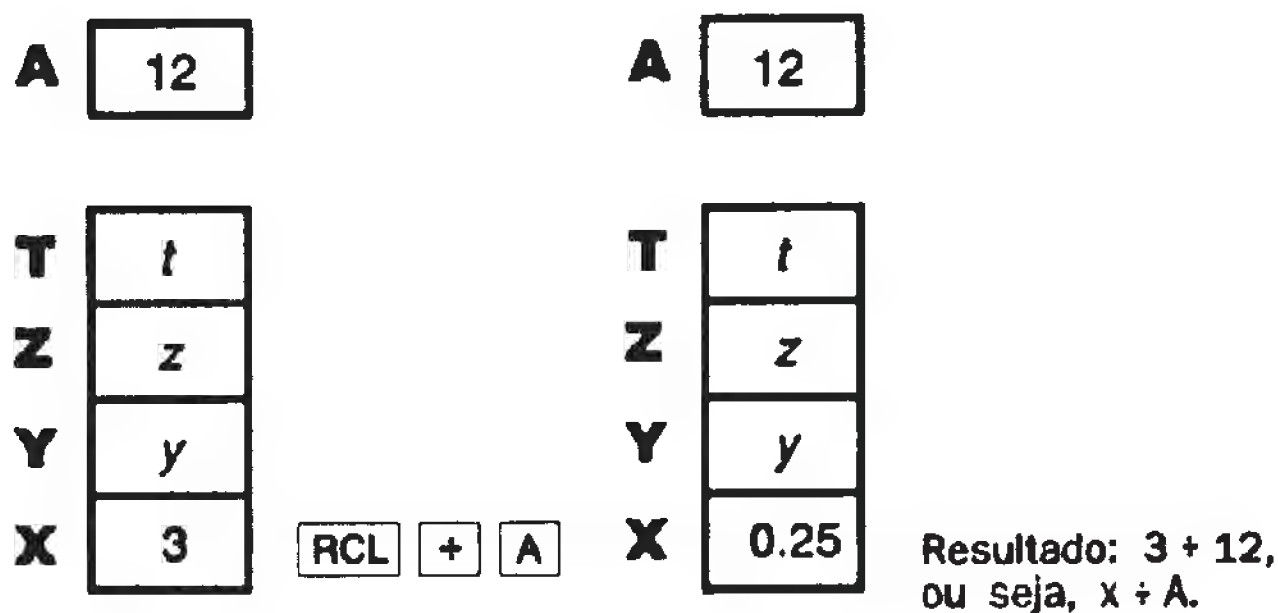 A 12 A 12
T t T t
Z z Z z
Y y Y y
X 3 RCL + A X 0.25 Resultado: 3 + 12,
ou seja, x ÷ A.